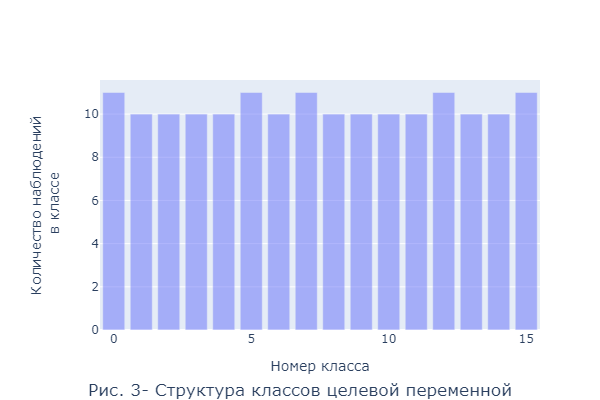 10
8
6
4
2
0
Количество наблюдений
в классе
0 5 10 15
Номер класса
Рис. 3- Структура классов целевой переменной